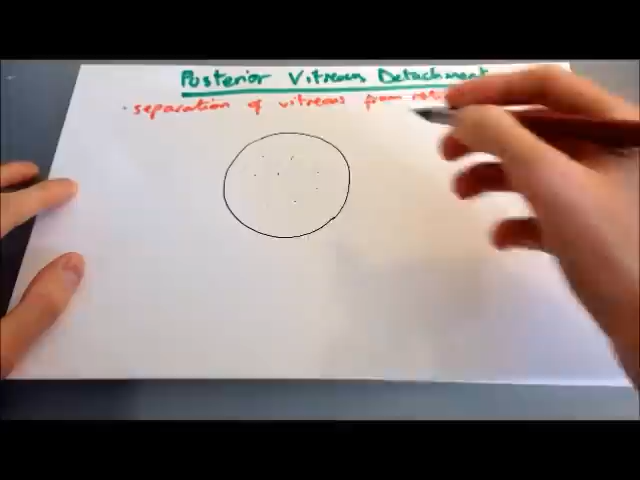 Posterior Vitreous Detachment
· separation of vitreous from